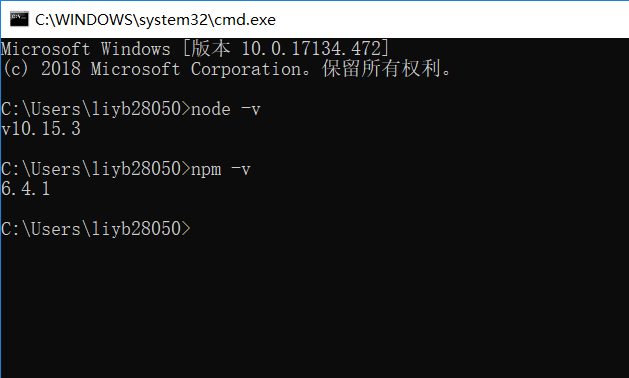 C:\WINDOWS\system32\cmd.exe
Microsoft Windows [版本 10.0.17134.472]
(c) 2018 Microsoft Corporation。保留所有权利。
C:\Users\liyb28050>node -v
v10.15.3
C:\Users\liyb28050>npm -v
6.4.1
C:\Users\liyb28050>